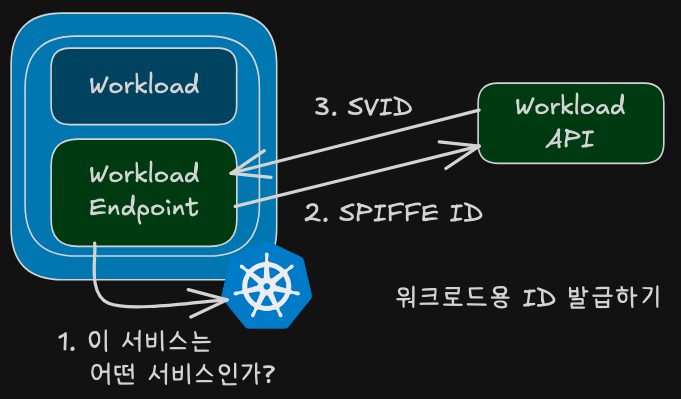 Workload
3. SVID
Workload
API
Workload
Endpoint
2. SPIFFE ID
워크로드용 ID 발급하기
1. 이 서비스는
어떤 서비스인가?